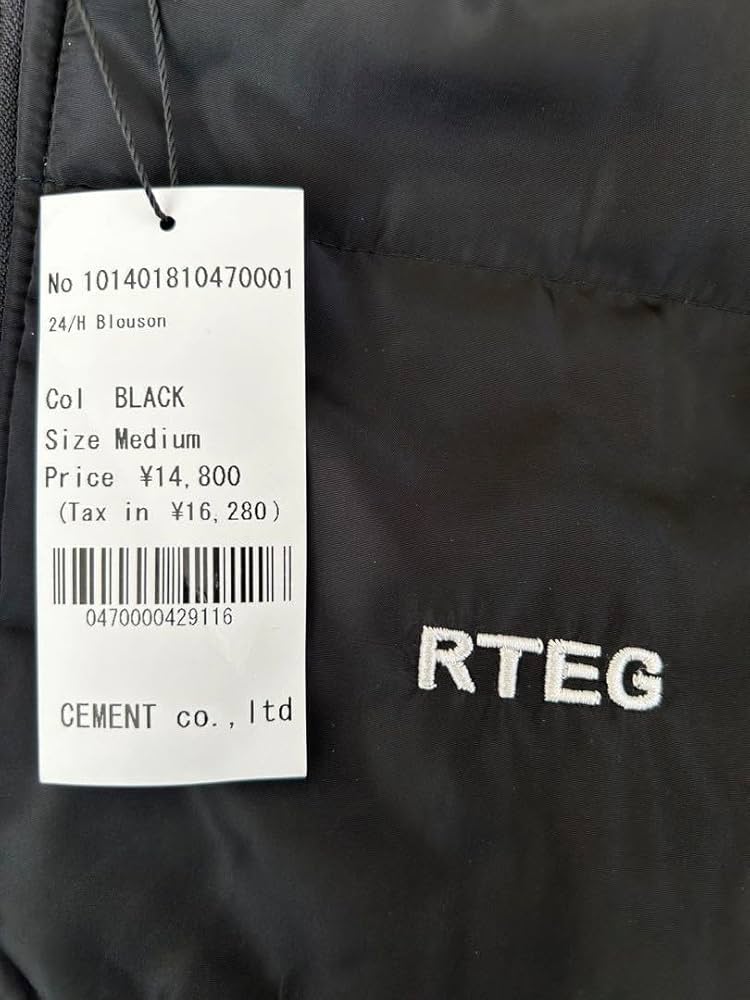 No 101401810470001
24/H Blouson
Col BLACK
Size Medium
Price ¥14,800
(Tax in ¥16,280)
0470000429116
CEMENT co.,ltd
RTEG